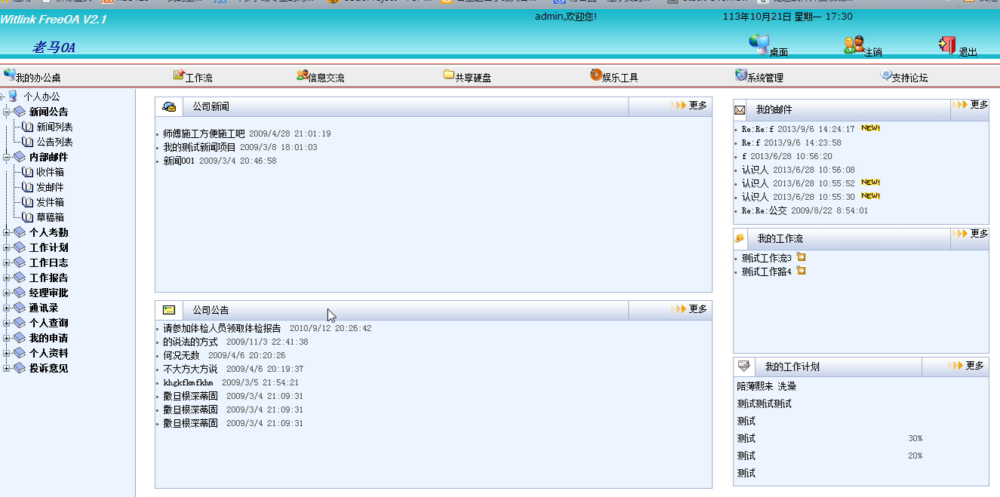 Witlink FreeOA V2.1
admin,欢迎您!
113年10月21日 星期一 17:30
老马OA
桌面
注销
退出
我的办公桌
工作流
信息交流
共享硬盘
娱乐工具
系统管理
支持论坛
个人办公
新闻公告
新闻列表
公告列表
内部邮件
收件箱
发邮件
发件箱
草稿箱
个人考勤
工作计划
工作日志
工作报告
经理审批
通讯录
个人查询
我的申请
个人资料
投诉意见
公司新闻
更多
师傅施工方便施工吧 2009/4/28 21:01:19
我的测试新闻项目 2009/3/8 18:01:03
新闻001 2009/3/4 20:46:58
公司公告
更多
请参加体检人员领取体检报告 2010/9/12 20:26:42
的说法的方式 2009/11/3 22:41:38
何况无数 2009/4/6 20:20:26
不大方大方说 2009/4/6 20:19:37
khgkfkmfkhm 2009/3/5 21:54:21
撒旦根深蒂固 2009/3/4 21:09:31
撒旦根深蒂固 2009/3/4 21:09:31
撒旦根深蒂固 2009/3/4 21:09:31
我的邮件
更多
Re:Re:f 2013/9/6 14:24:17 NEW!
Re:f 2013/9/6 14:23:58
f 2013/6/28 10:56:20
认识人 2013/6/28 10:56:08
认识人 2013/6/28 10:55:52 NEW!
认识人 2013/6/28 10:55:30 NEW!
Re:Re:公交 2009/8/22 8:54:01
我的工作流
更多
测试工作流3
测试工作路4
我的工作计划
更多
陪薄熙来 洗澡
测试测试测试
测试
测试 30%
测试 20%
测试